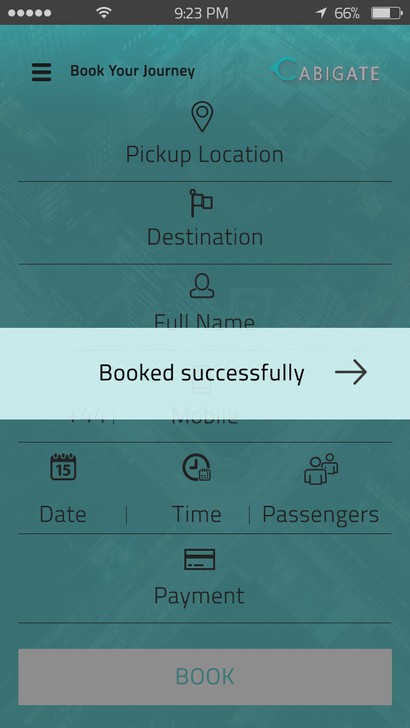 9:23 PM 66%
Book Your Journey CABIGATE
Pickup Location
Destination
Full Name
Booked successfully
+44 Mobile
15
Date Time Passengers
Payment
BOOK